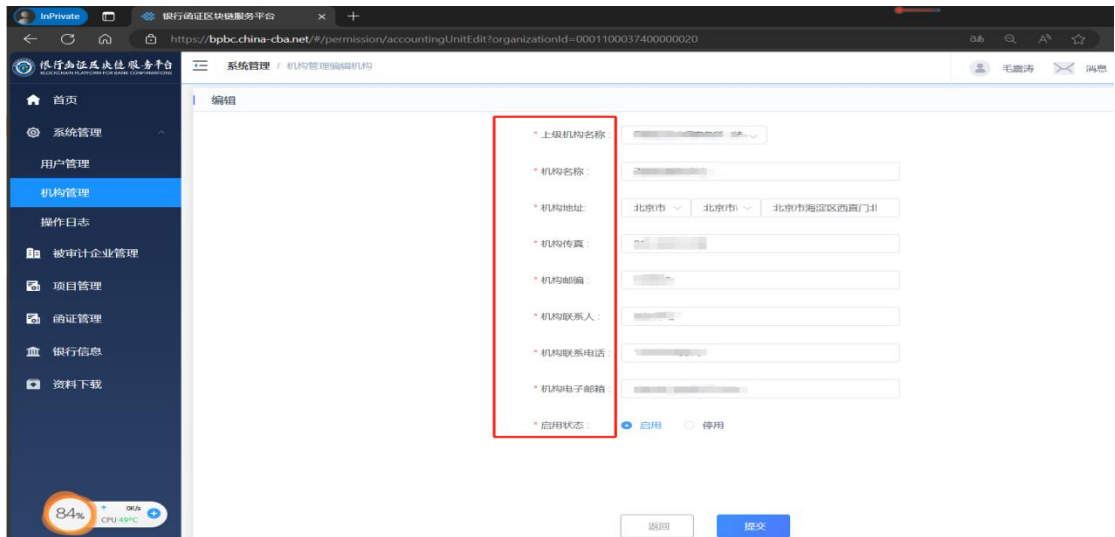 InPrivate 银行函证区块链服务平台
https://bpbc.china-cba.net/#/permission/accountingUnitEdit?organizationId=0001100037400000020
银行函证区块链服务平台
BLOCKCHAIN PLATFORM FOR BANK CONFIRMATIONS
系统管理 / 机构管理编辑机构
毛震涛 消息
首页
编辑
系统管理
用户管理
机构管理
操作日志
被审计企业管理
项目管理
函证管理
银行信息
资料下载
* 上级机构名称:
* 机构名称:
* 机构地址: 北京市 北京市 北京市海淀区西直门北
* 机构传真:
* 机构邮编:
* 机构联系人:
* 机构联系电话:
* 机构电子邮箱:
* 启用状态: 启用 停用
84%
0K/s
CPU 49°C
返回 提交